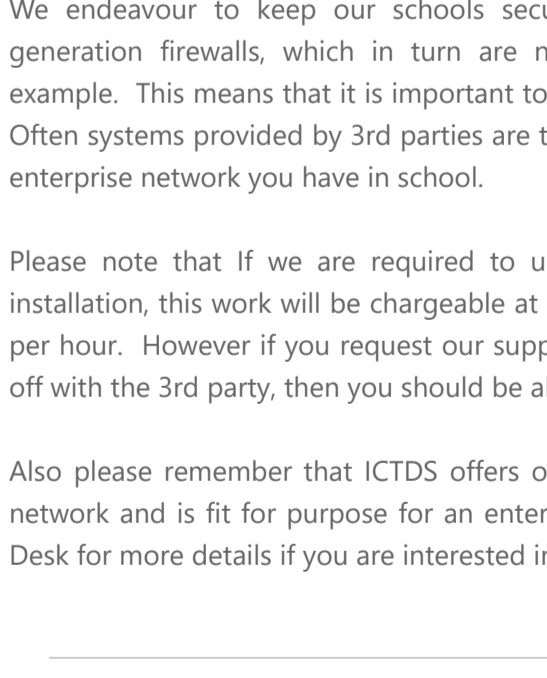 We endeavour to keep our schools
generation firewalls, which in turn are
example. This means that it is important to
Often systems provided by 3rd parties are
enterprise network you have in school.
Please note that If we are required to
installation, this work will be chargeable at
per hour. However if you request our
off with the 3rd party, then you should be
Also please remember that ICTDS offers
network and is fit for purpose for an
Desk for more details if you are interested